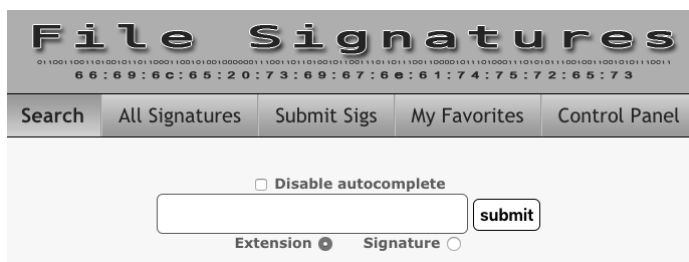 File Signatures
66:69:6c:65:20:73:69:67:6e:61:74:75:72:65:73
Search All Signatures Submit Sigs My Favorites Control Panel
Disable autocomplete
submit
Extension Signature